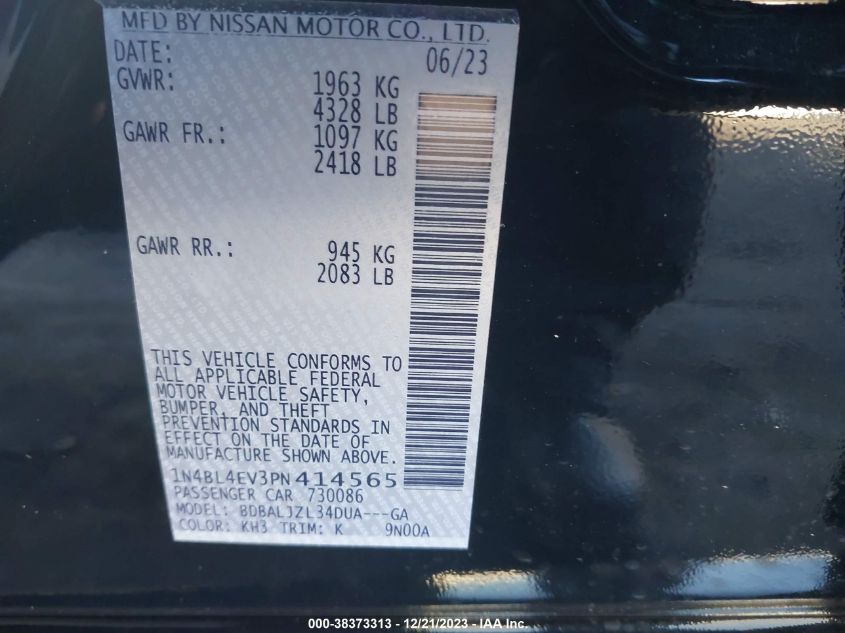 MFD BY NISSAN MOTOR CO., LTD.
DATE: 06/23
GVWR: 1963 KG
4328 LB
GAWR FR.: 1097 KG
2418 LB
GAWR RR.: 945 KG
2083 LB
THIS VEHICLE CONFORMS TO
ALL APPLICABLE FEDERAL
MOTOR VEHICLE SAFETY,
BUMPER, AND THEFT
PREVENTION STANDARDS IN
EFFECT ON THE DATE OF
MANUFACTURE SHOWN ABOVE.
1N4BL4EV3PN414565
PASSENGER CAR 730086
MODEL: BDBALJZL34DUA---GA
COLOR: KH3 TRIM: K 9N00A
000-38373313 - 12/21/2023 - IAA Inc.